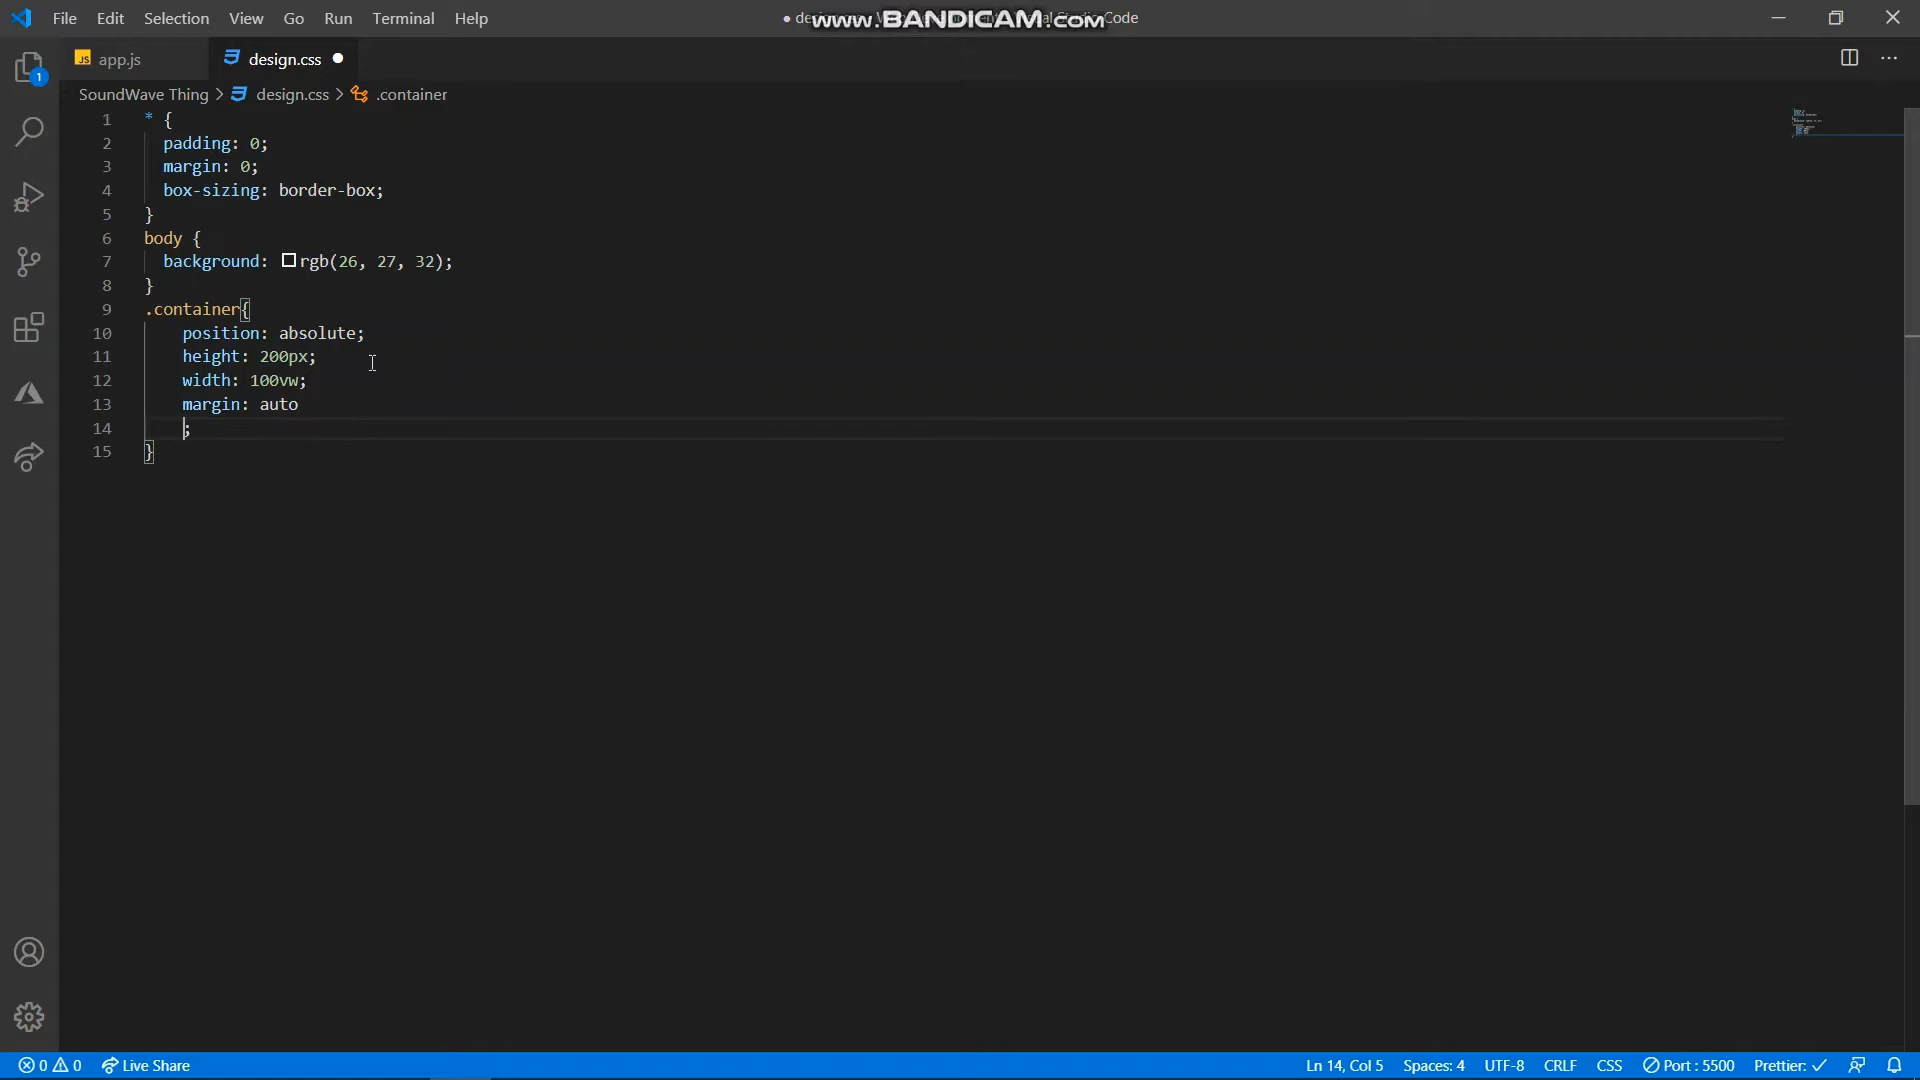 File Edit Selection View Go Run Terminal Help
www.BANDICAM.com
Code
1
JS app.js
design.css
SoundWave Thing > design.css > .container
1 * {
2 padding: 0;
3 margin: 0;
4 box-sizing: border-box;
5 }
6 body {
7 background: rgb(26, 27, 32);
8 }
9 .container{
10 position: absolute;
11 height: 200px;
12 width: 100vw;
13 margin: auto
14 ;
15 }
0 0 Live Share Ln 14, Col 5 Spaces: 4 UTF-8 CRLF CSS Port : 5500 Prettier: ✓